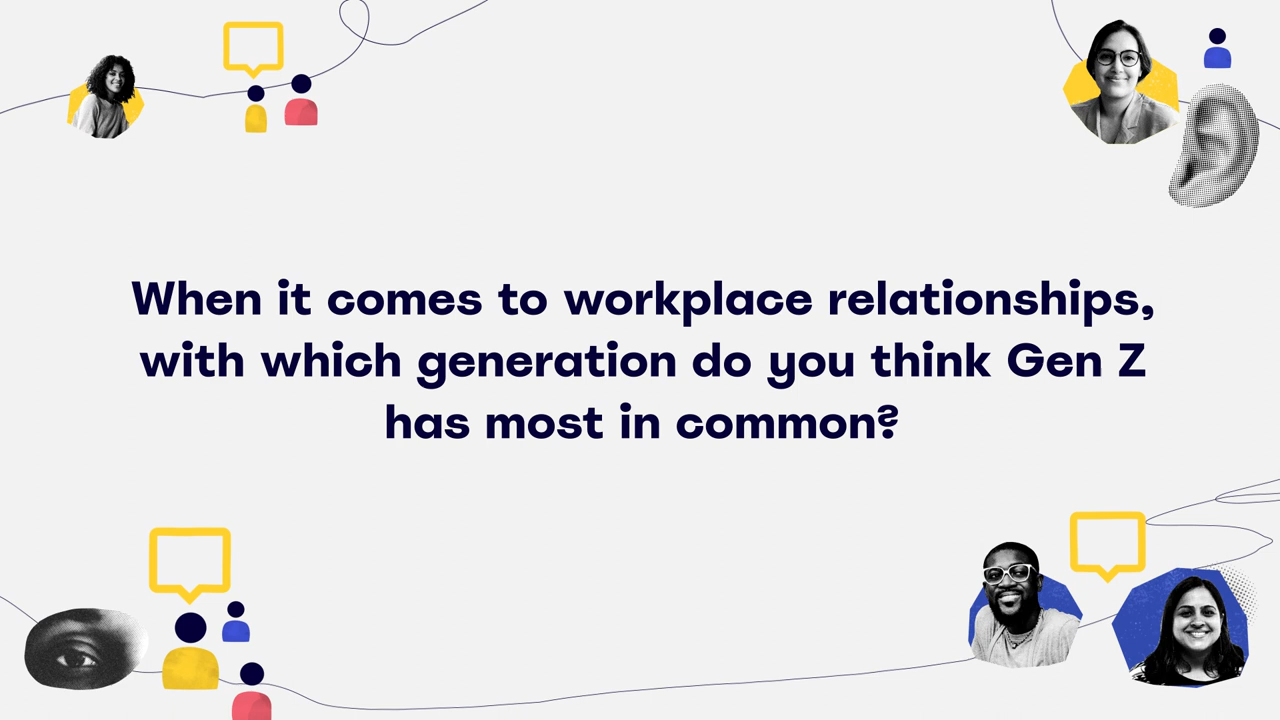 When it comes to workplace relationships,
with which generation do you think Gen Z
has most in common?